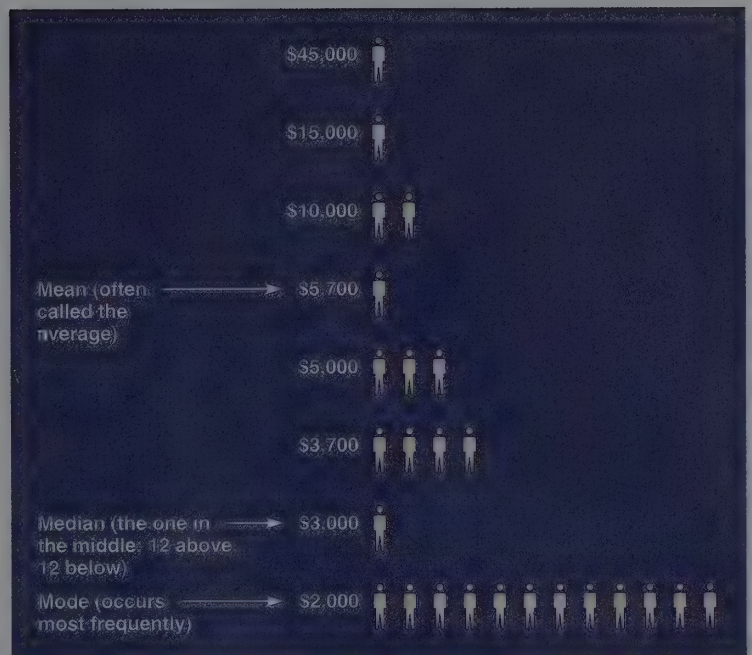 $45,000
$15,000
$10,000
Mean (often
called the
average)
$5,700
$5,000
$3,700
Median (the one in
the middle; 12 above
12 below)
$3,000
Mode (occurs
most frequently)
$2,000